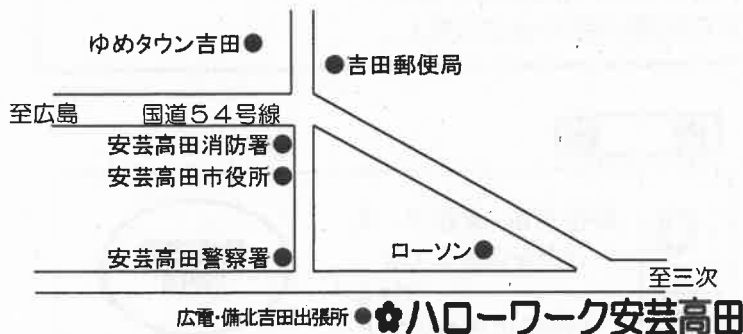 ゆめタウン吉田
吉田郵便局
至広島 国道54号線
安芸高田消防署
安芸高田市役所
安芸高田警察署
ローソン
至三次
広電・備北吉田出張所
ハローワーク安芸高田